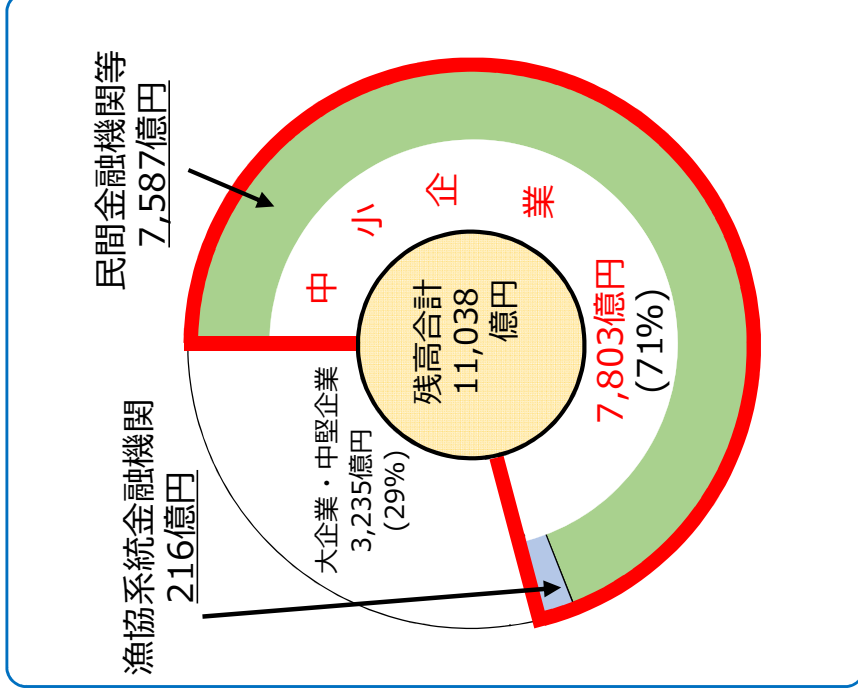 漁協系統金融機関
216億円
民間金融機関等
7,587億円
大企業・中堅企業
3,235億円
(29%)
残高合計
11,038
億円
中小企業
7,803億円
(71%)